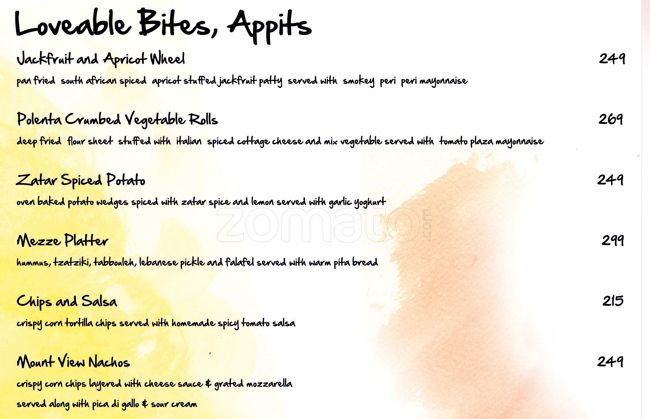 Loveable Bites, Appits
Jackfruit and Apricot Wheel 249
pan fried south african spiced apricot stuffed jackfruit patty served with smokey peri peri mayonnaise
Polenta Crumbed Vegetable Rolls 269
deep fried flour sheet stuffed with italian spiced cottage cheese and mix vegetable served with tomato plaza mayonnaise
Zatar Spiced Potato 249
oven baked potato wedges spiced with zatar spice and lemon served with garlic yoghurt
zomato.com
Mezze Platter 299
hummus, tzatziki, tabbouleh, lebanese pickle and falafel served with warm pita bread
Chips and Salsa 215
crispy corn tortilla chips served with homemade spicy tomato salsa
Mount View Nachos 249
crispy corn chips layered with cheese sauce & grated mozzarella
served along with pica di gallo & sour cream